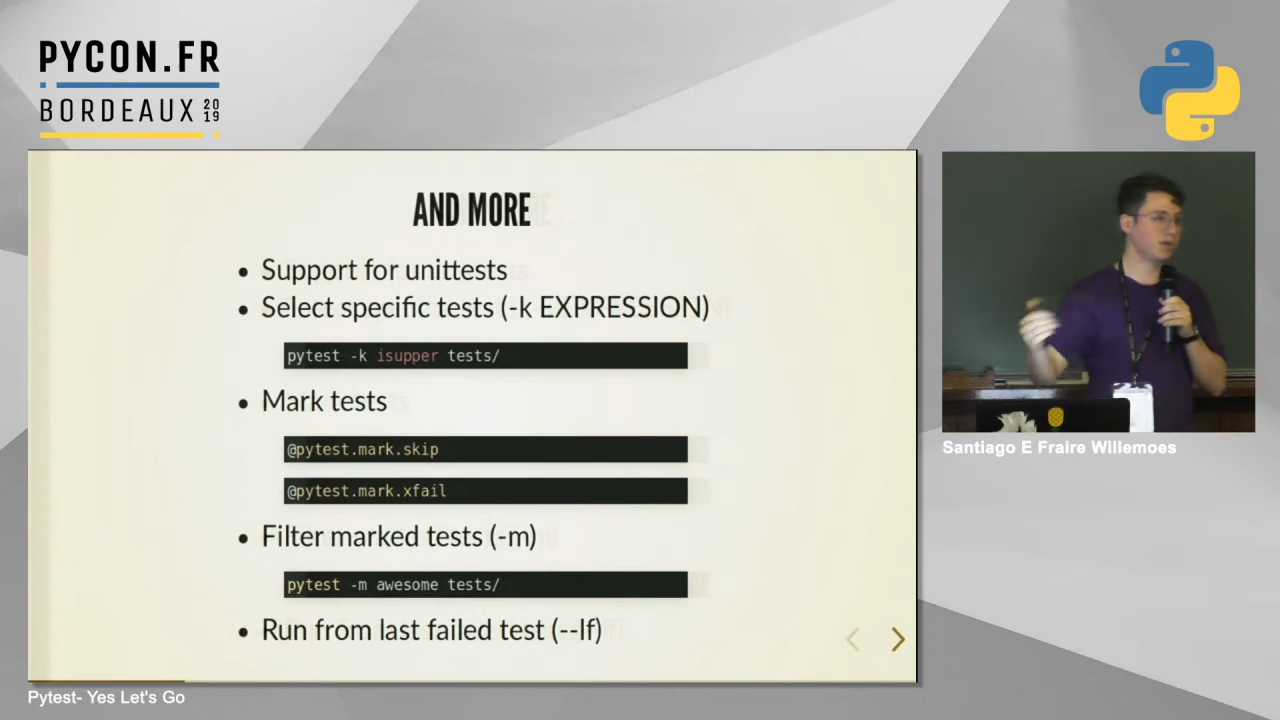 PYCON.FR
BORDEAUX 2019
AND MORE
• Support for unittests
• Select specific tests (-k EXPRESSION)
pytest -k isupper tests/
• Mark tests
@pytest.mark.skip
@pytest.mark.xfail
• Filter marked tests (-m)
pytest -m awesome tests/
• Run from last failed test (--lf)
Santiago E Fraire Willemoes
Pytest- Yes Let's Go